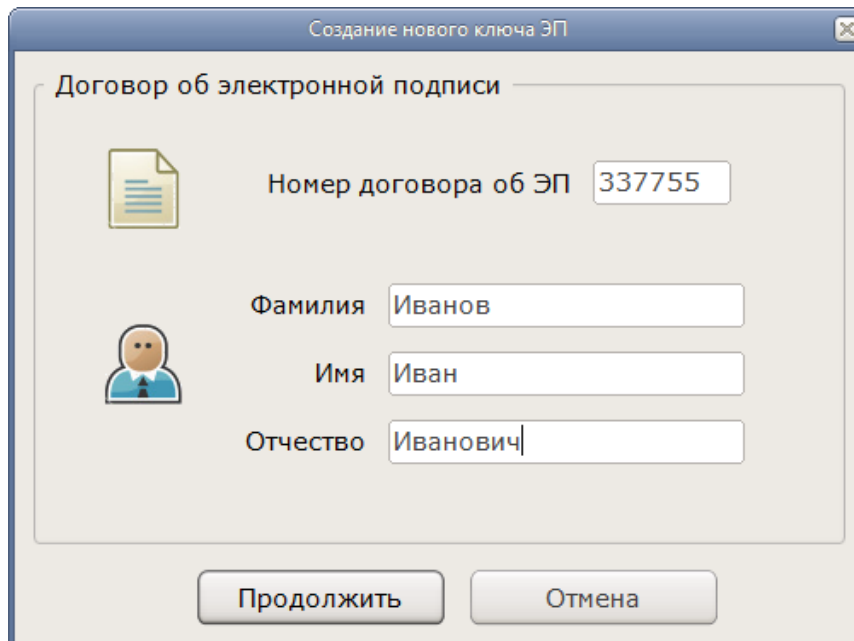 Создание нового ключа ЭП
Договор об электронной подписи
Номер договора об ЭП 337755
Фамилия Иванов
Имя Иван
Отчество Иванович
Продолжить Отмена